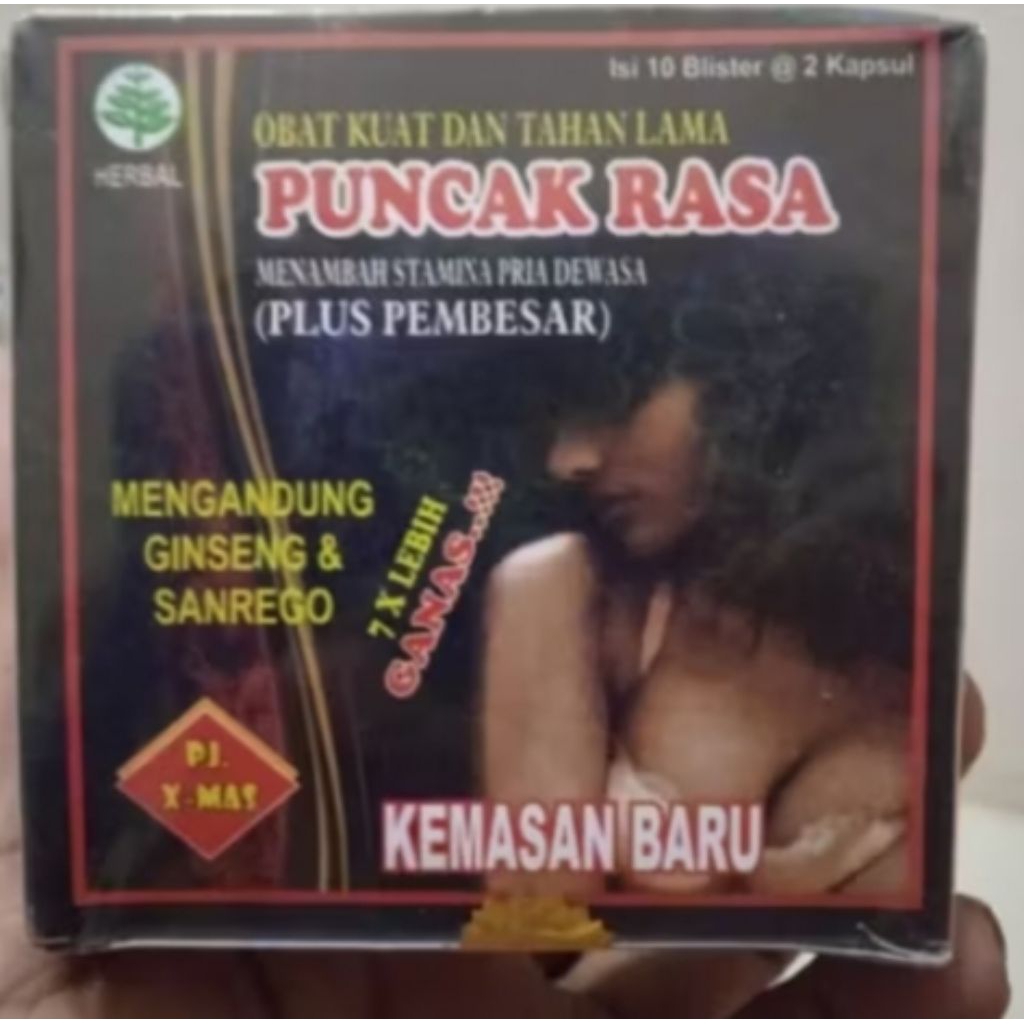 Isi 10 Blister @ 2 Kapsul
HERBAL
OBAT KUAT DAN TAHAN LAMA
PUNCAK RASA
MENAMBAH STAMINA PRIA DEWASA
(PLUS PEMBESAR)
MENGANDUNG
GINSENG &
SANREGO
7 X LEBIH
GANAS..!!!
PJ.
X-MAS
KEMASAN BARU